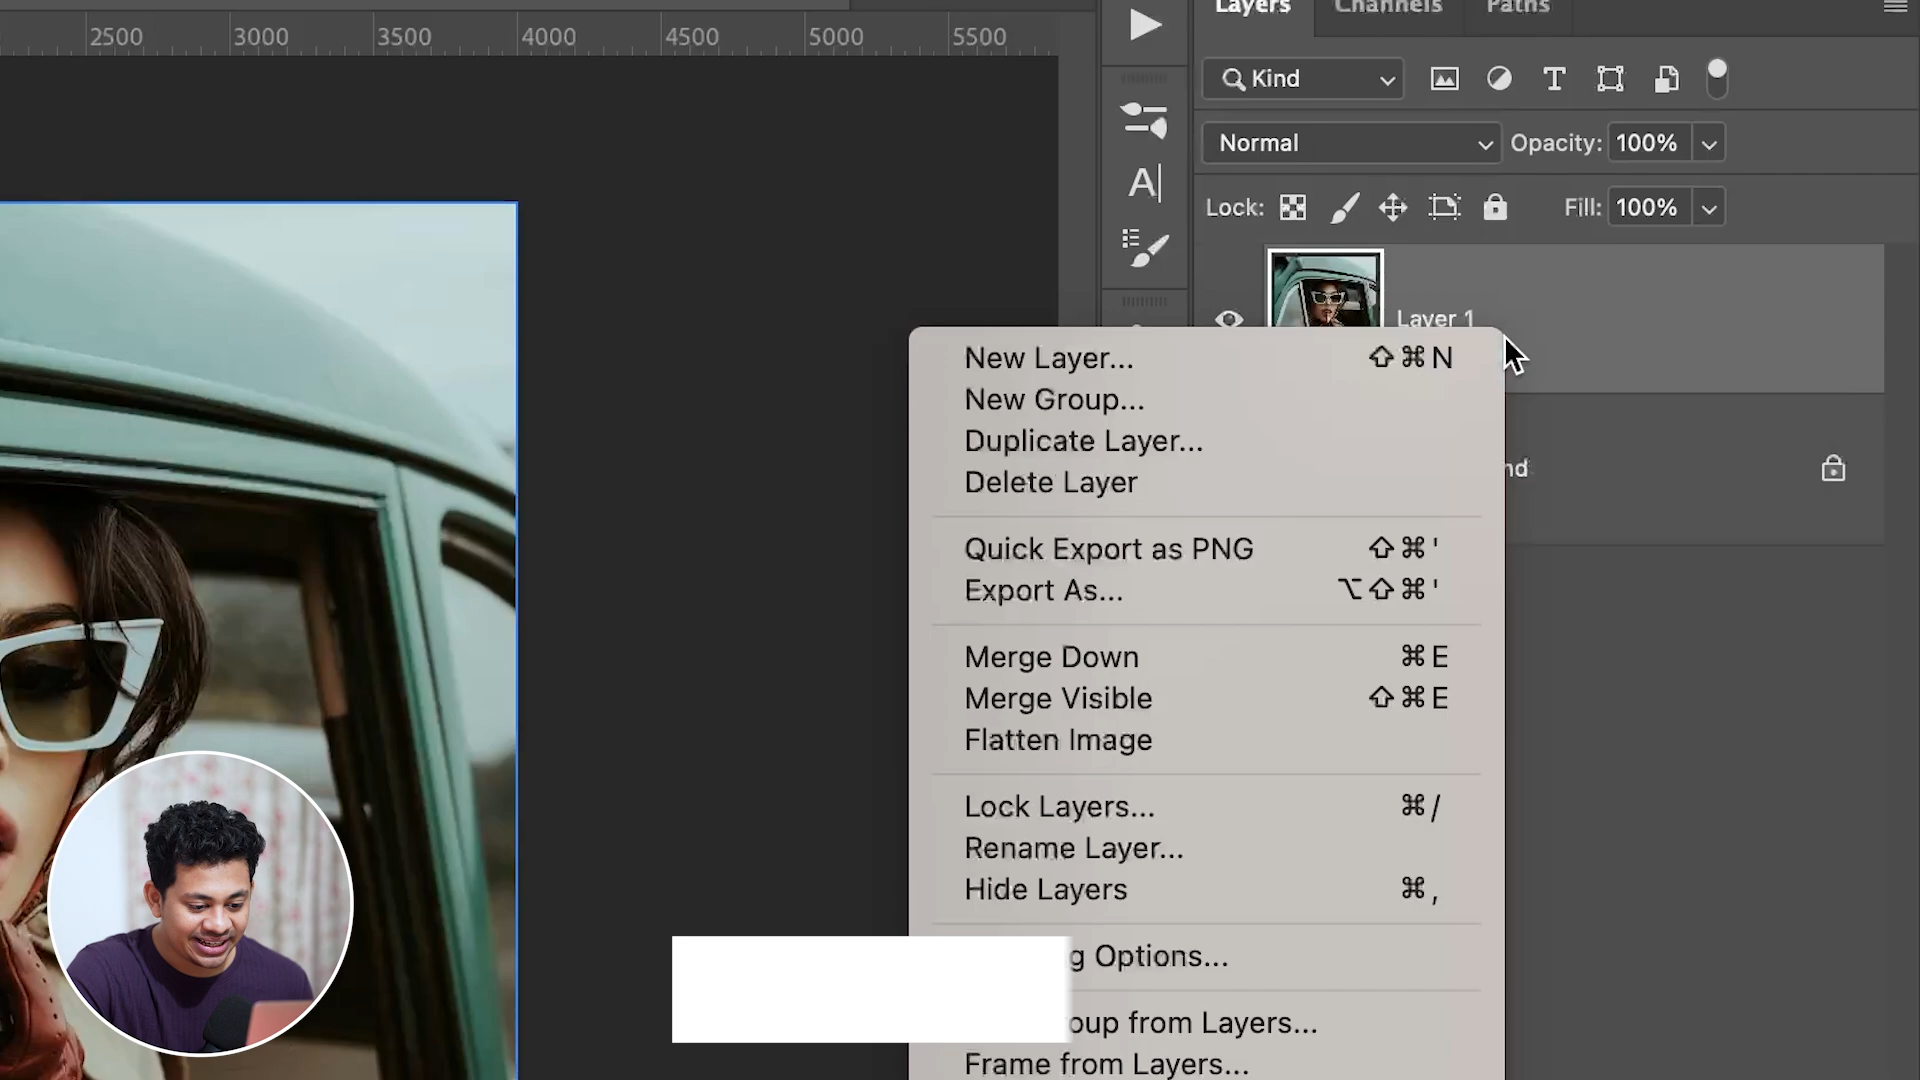 Layers Channels Paths
2500 3000 3500 4000 4500 5000 5500
Kind
Normal Opacity: 100%
Lock: Fill: 100%
Layer 1
New Layer... ⇧⌘N
New Group...
Duplicate Layer...
Delete Layer
nd
Quick Export as PNG ⇧⌘'
Export As... ⌥⇧⌘'
Merge Down ⌘E
Merge Visible ⇧⌘E
Flatten Image
Lock Layers... ⌘/
Rename Layer...
Hide Layers ⌘,
g Options...
oup from Layers...
Frame from Layers...